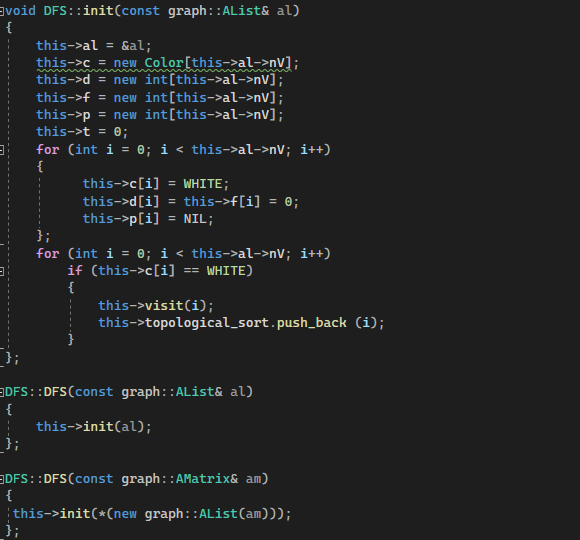 void DFS::init(const graph::AList& al)
{
    this->al = &al;
    this->c = new Color[this->al->nV];
    this->d = new int[this->al->nV];
    this->f = new int[this->al->nV];
    this->p = new int[this->al->nV];
    this->t = 0;
    for (int i = 0; i < this->al->nV; i++)
    {
          this->c[i] = WHITE;
          this->d[i] = this->f[i] = 0;
          this->p[i] = NIL;
    };
    for (int i = 0; i < this->al->nV; i++)
        if (this->c[i] == WHITE)
        {
            this->visit(i);
            this->topological_sort.push_back (i);
        }
};
DFS::DFS(const graph::AList& al)
{
    this->init(al);
};
DFS::DFS(const graph::AMatrix& am)
{
 this->init(*(new graph::AList(am)));
};